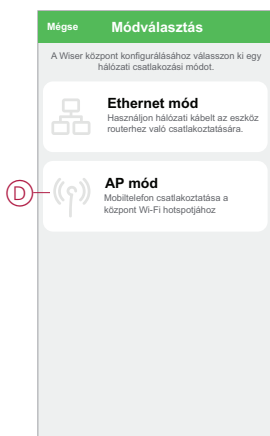 Mégse Módválasztás
A Wiser központ konfigurálásához válasszon ki egy
hálózati csatlakozási módot.
Ethernet mód
Használjon hálózati kábelt az eszköz
routerhez való csatlakoztatására.
D
AP mód
Mobiltelefon csatlakoztatása a
központ Wi-Fi hotspotjához